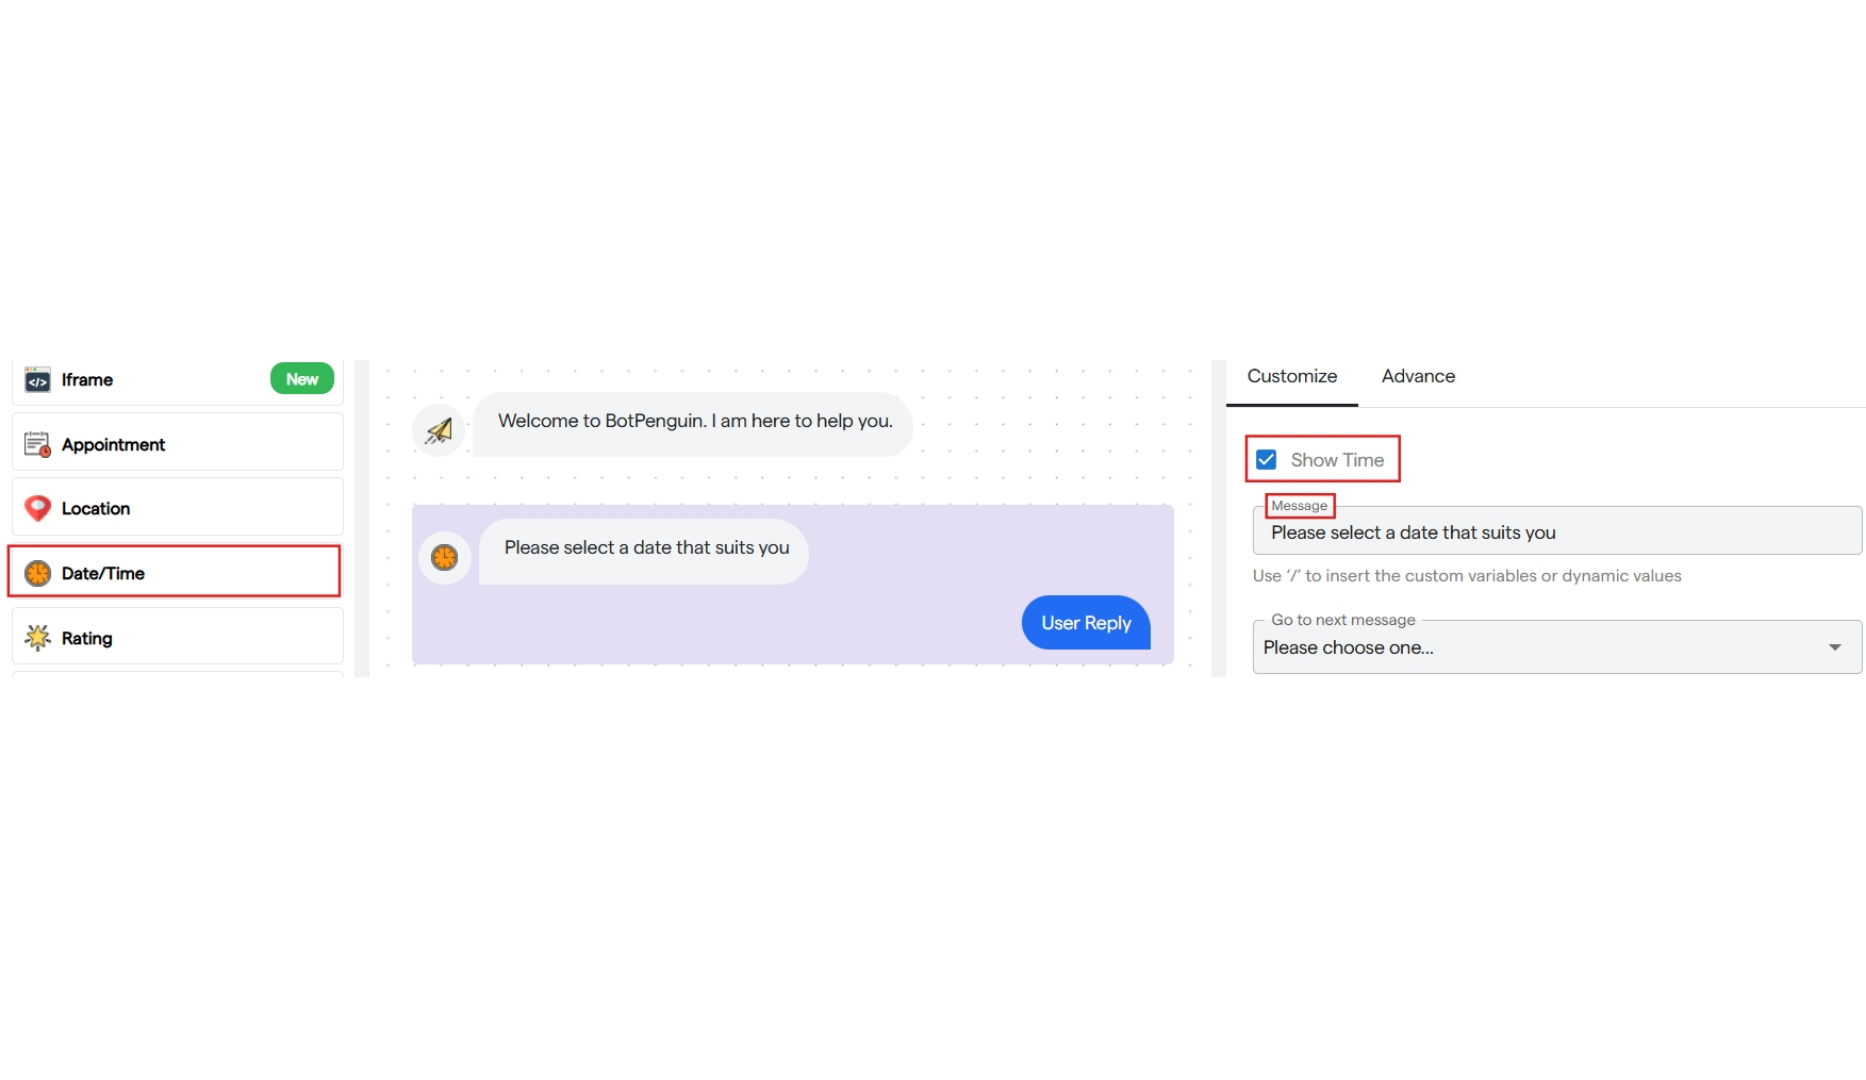 Iframe
New
Appointment
Location
Date/Time
Rating
Welcome to BotPenguin. I am here to help you.
Please select a date that suits you
User Reply
Customize
Advance
Show Time
Message
Please select a date that suits you
Use '/' to insert the custom variables or dynamic values
Go to next message
Please choose one...